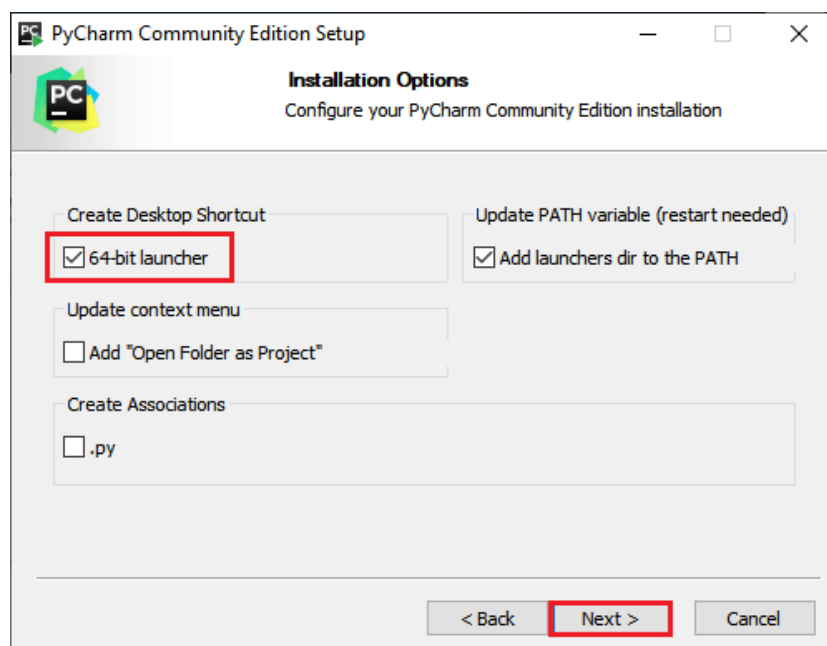 PC PyCharm Community Edition Setup
PC
Installation Options
Configure your PyCharm Community Edition installation
Create Desktop Shortcut
64-bit launcher
Update PATH variable (restart needed)
Add launchers dir to the PATH
Update context menu
Add "Open Folder as Project"
Create Associations
.py
< Back
Next >
Cancel